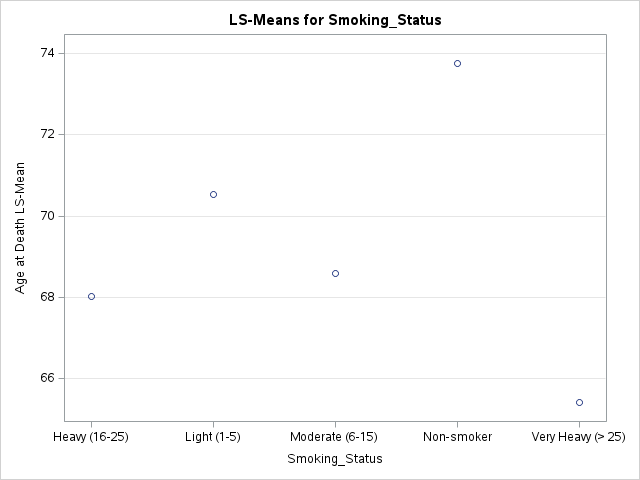 LS-Means for Smoking_Status
74
72
70
68
66
Age at Death LS-Mean
Heavy (16-25) Light (1-5) Moderate (6-15) Non-smoker Very Heavy (> 25)
Smoking_Status